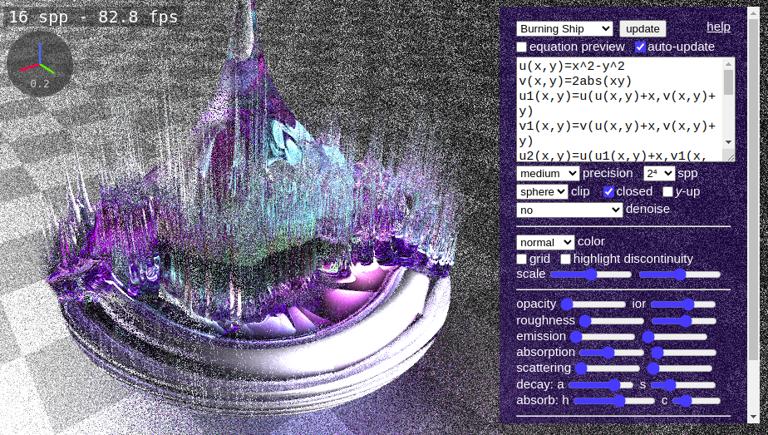 16 spp - 82.8 fps
0.2
Burning Ship update help
equation preview auto-update
u(x,y)=x^2-y^2
v(x,y)=2abs(xy)
u1(x,y)=u(u(x,y)+x,v(x,y)+
y)
v1(x,y)=v(u(x,y)+x,v(x,y)+
y)
u2(x,y)=u(u1(x,y)+x,v1(x,
medium precision 2⁴ spp
sphere clip closed y-up
no denoise
normal color
grid highlight discontinuity
scale
opacity ior
roughness
emission
absorption
scattering
decay: a s
absorb: h c